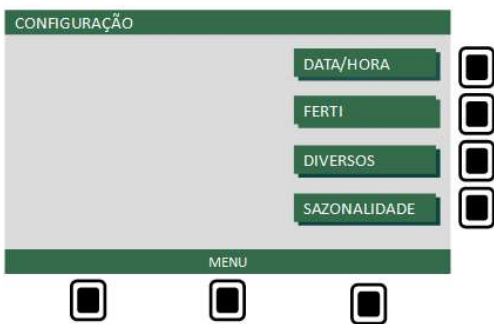 CONFIGURAÇÃO
DATA/HORA
FERTI
DIVERSOS
SAZONALIDADE
MENU